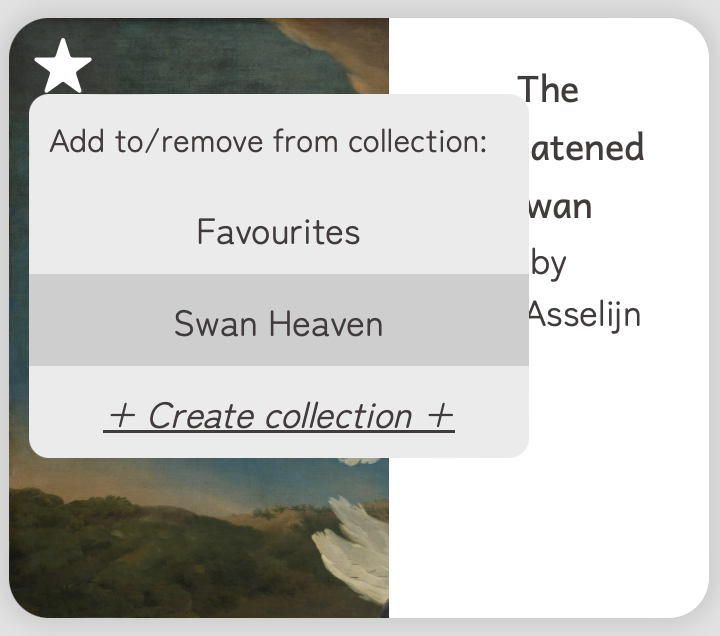 The
Add to/remove from collection:
atened
Favourites
wan
by
Swan Heaven
Asselijn
+ Create collection +